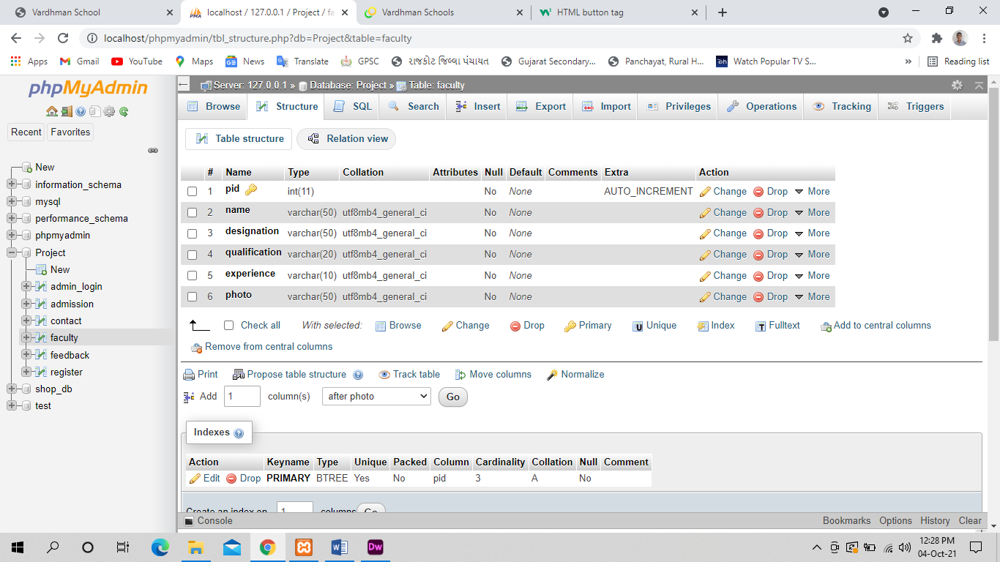 Vardhman School
localhost / 127.0.0.1 / Project / fa
Vardhman Schools
HTML button tag
localhost/phpmyadmin/tbl_structure.php?db=Project&table=faculty
Apps Gmail YouTube Maps News Translate GPSC રાજકોટ જિલ્લા પંચાયત Gujarat Secondary... Panchayat, Rural H... Watch Popular TV S... » Reading list
phpMyAdmin
Recent Favorites
New
information_schema
mysql
performance_schema
phpmyadmin
Project
New
admin_login
admission
contact
faculty
feedback
register
shop_db
test
Server: 127.0.0.1 » Database: Project » Table: faculty
Browse Structure SQL Search Insert Export Import Privileges Operations Tracking Triggers
Table structure Relation view
# Name Type Collation Attributes Null Default Comments Extra Action
1 pid int(11) No None AUTO_INCREMENT Change Drop More
2 name varchar(50) utf8mb4_general_ci No None Change Drop More
3 designation varchar(50) utf8mb4_general_ci No None Change Drop More
4 qualification varchar(20) utf8mb4_general_ci No None Change Drop More
5 experience varchar(10) utf8mb4_general_ci No None Change Drop More
6 photo varchar(50) utf8mb4_general_ci No None Change Drop More
Check all With selected: Browse Change Drop Primary Unique Index Fulltext Add to central columns
Remove from central columns
Print Propose table structure Track table Move columns Normalize
Add 1 column(s) after photo Go
Indexes
Action Keyname Type Unique Packed Column Cardinality Collation Null Comment
Edit Drop PRIMARY BTREE Yes No pid 3 A No
Create an index on 1 columns Go
Console Bookmarks Options History Clear
12:28 PM
04-Oct-21